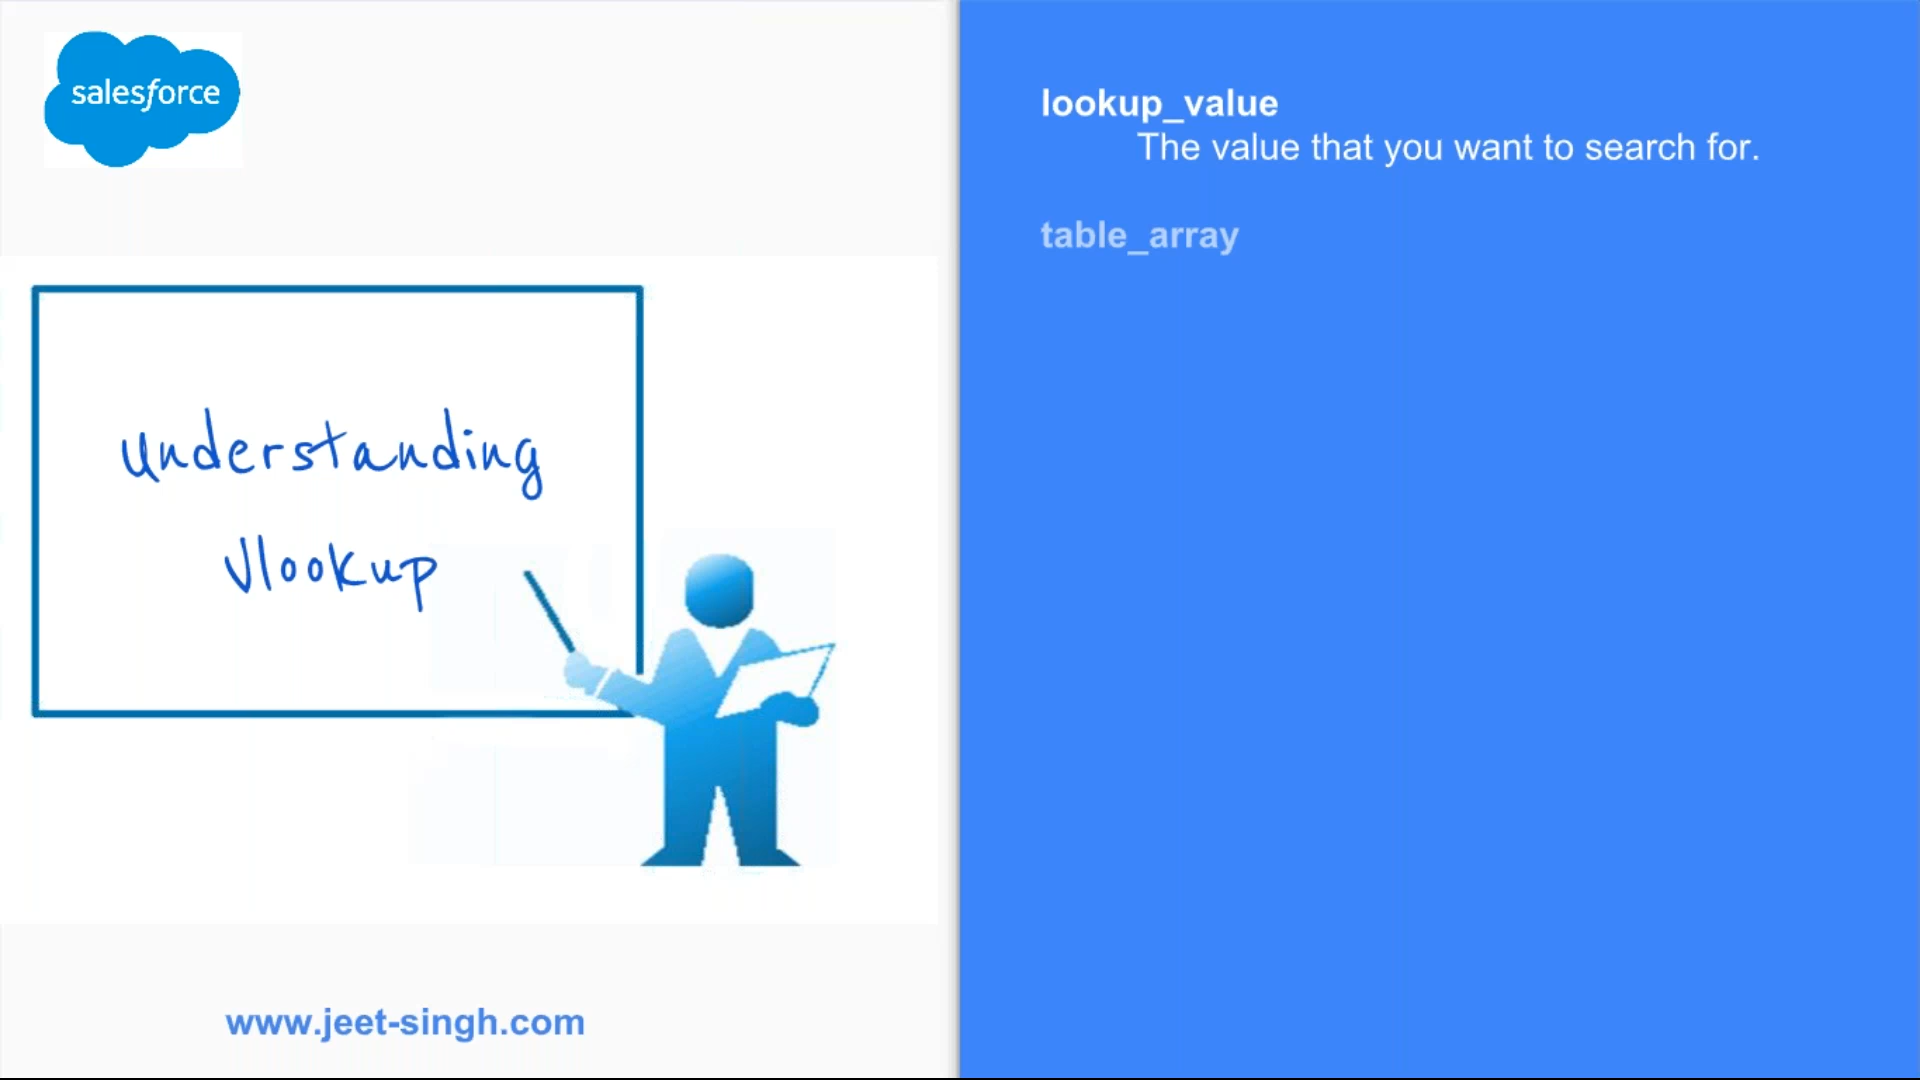 salesforce
Understanding
Vlookup
www.jeet-singh.com
lookup_value
The value that you want to search for.
table_array